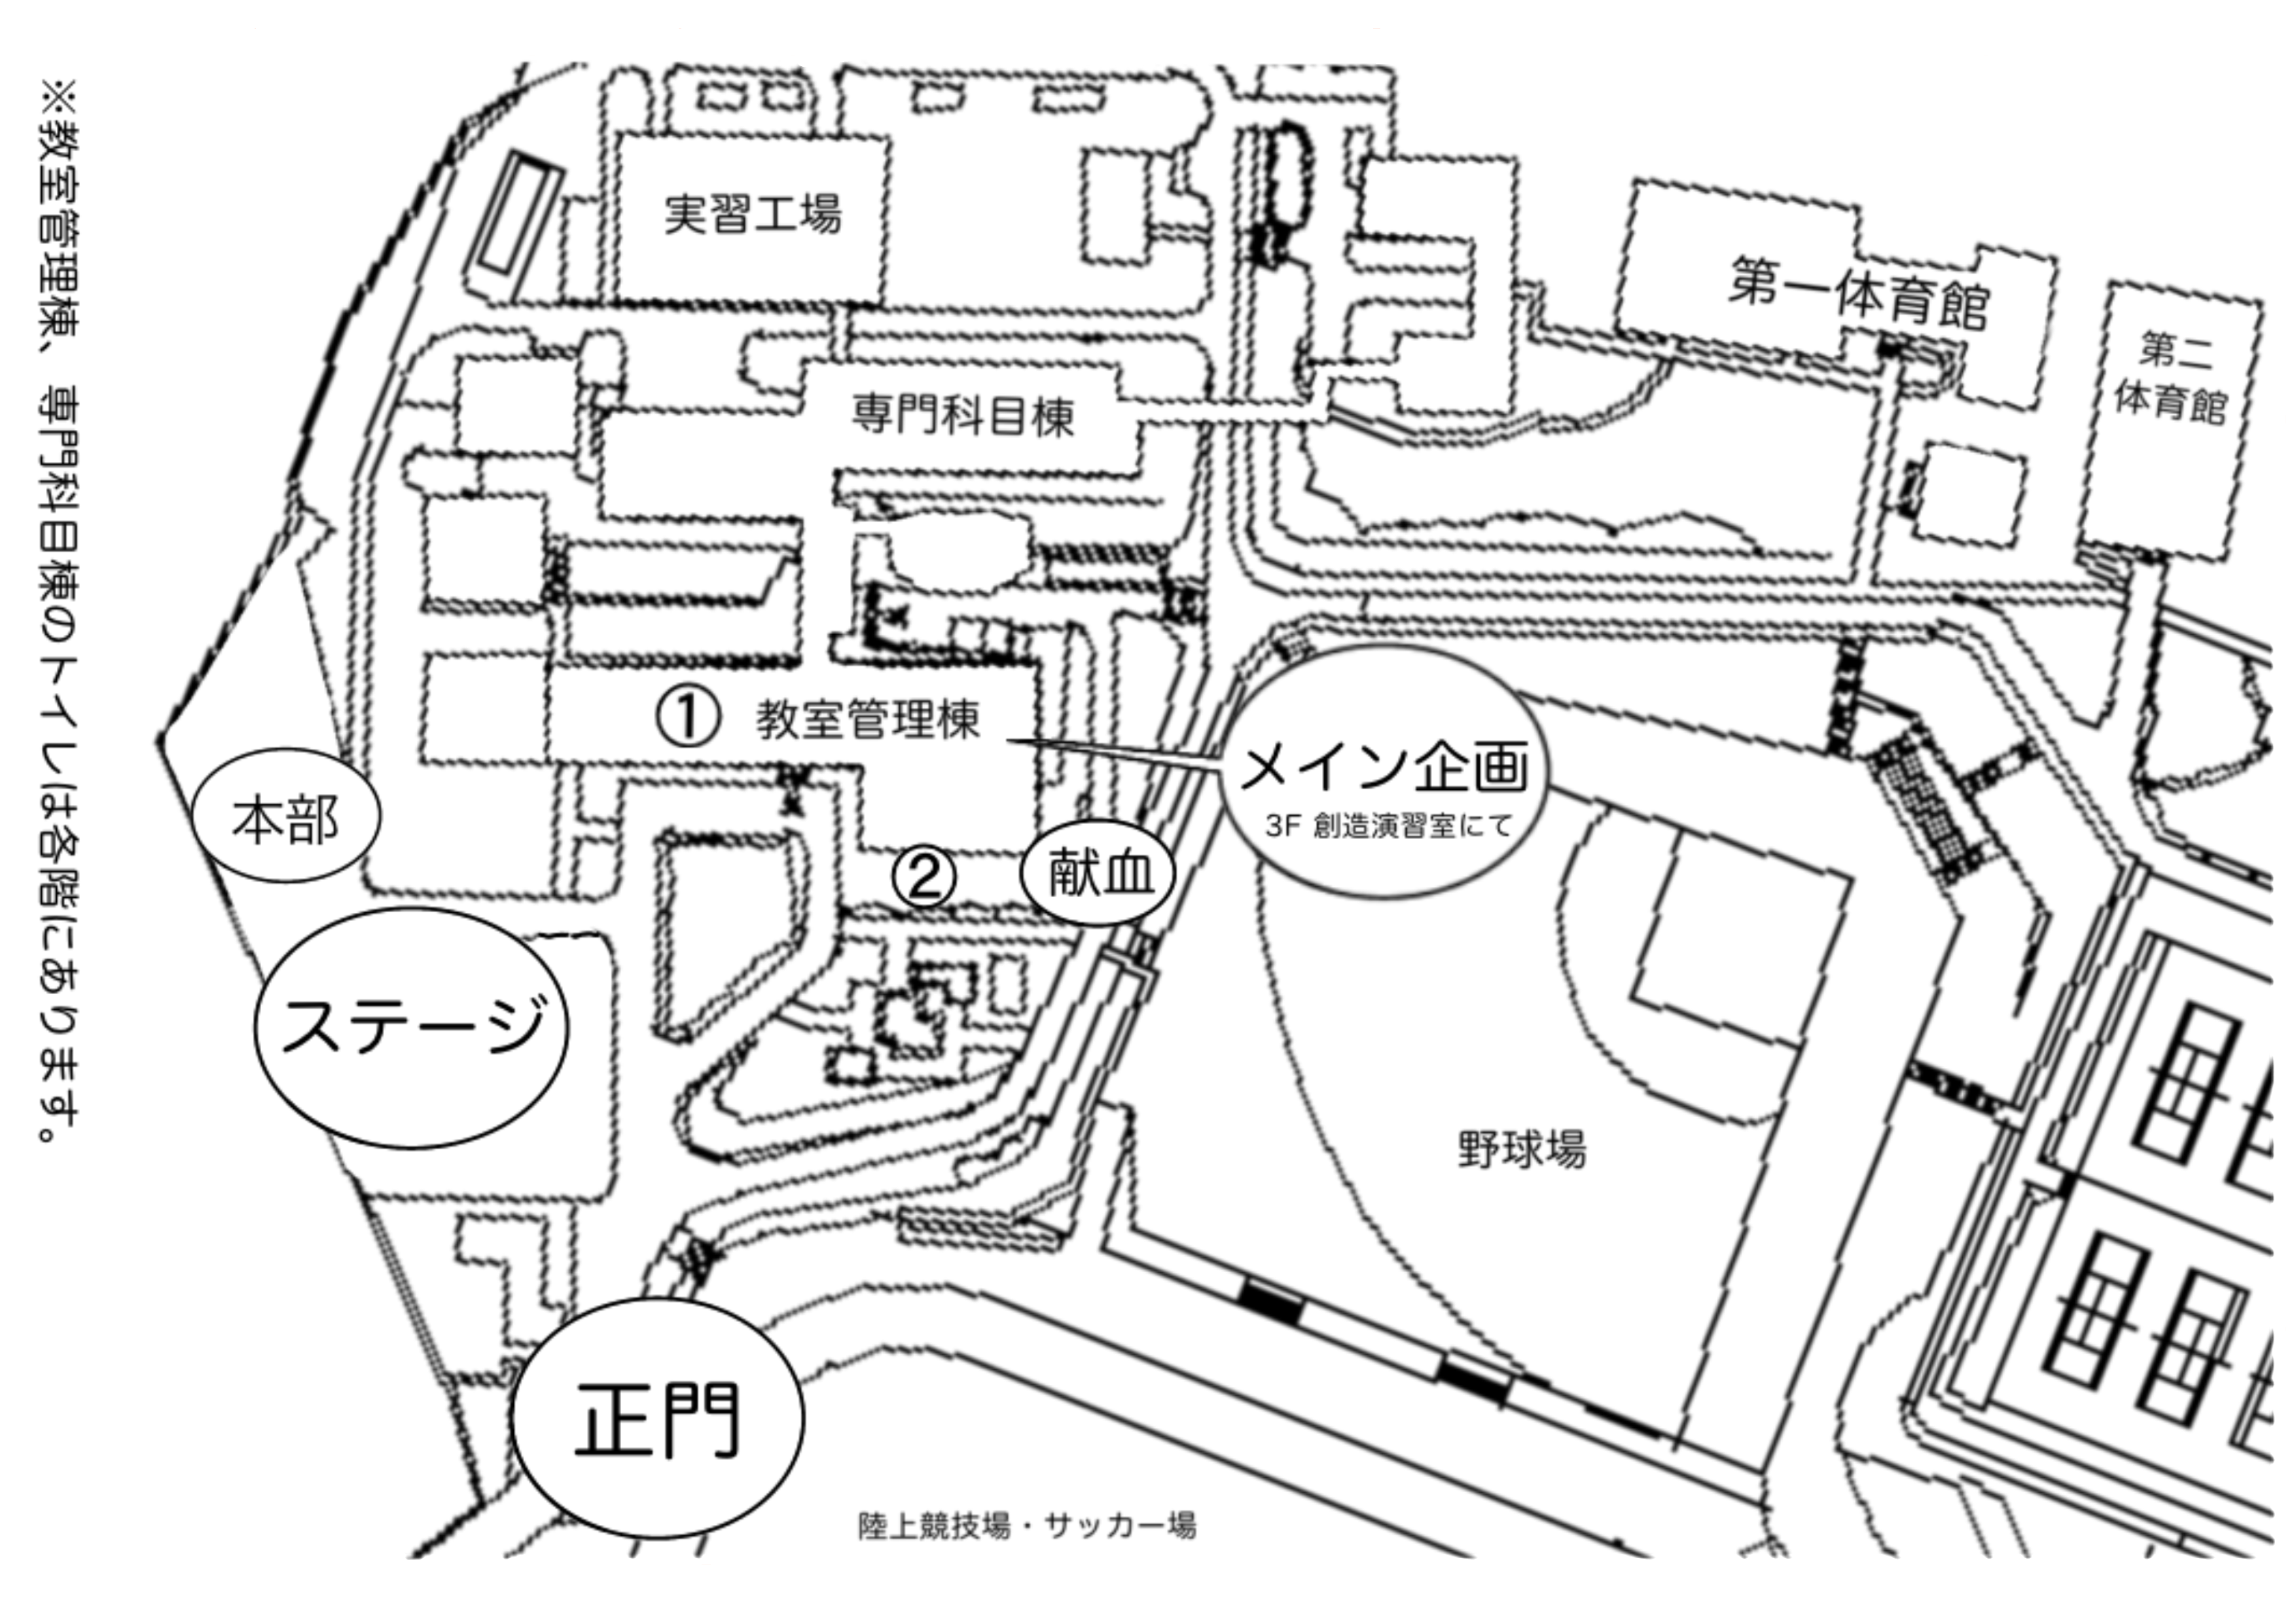 ※教室管理棟、専門科目棟のトイレは各階にあります。
実習工場
第一体育館
第二
体育館
専門科目棟
① 教室管理棟
メイン企画
3F 創造演習室にて
本部
②
献血
ステージ
野球場
正門
陸上競技場・サッカー場